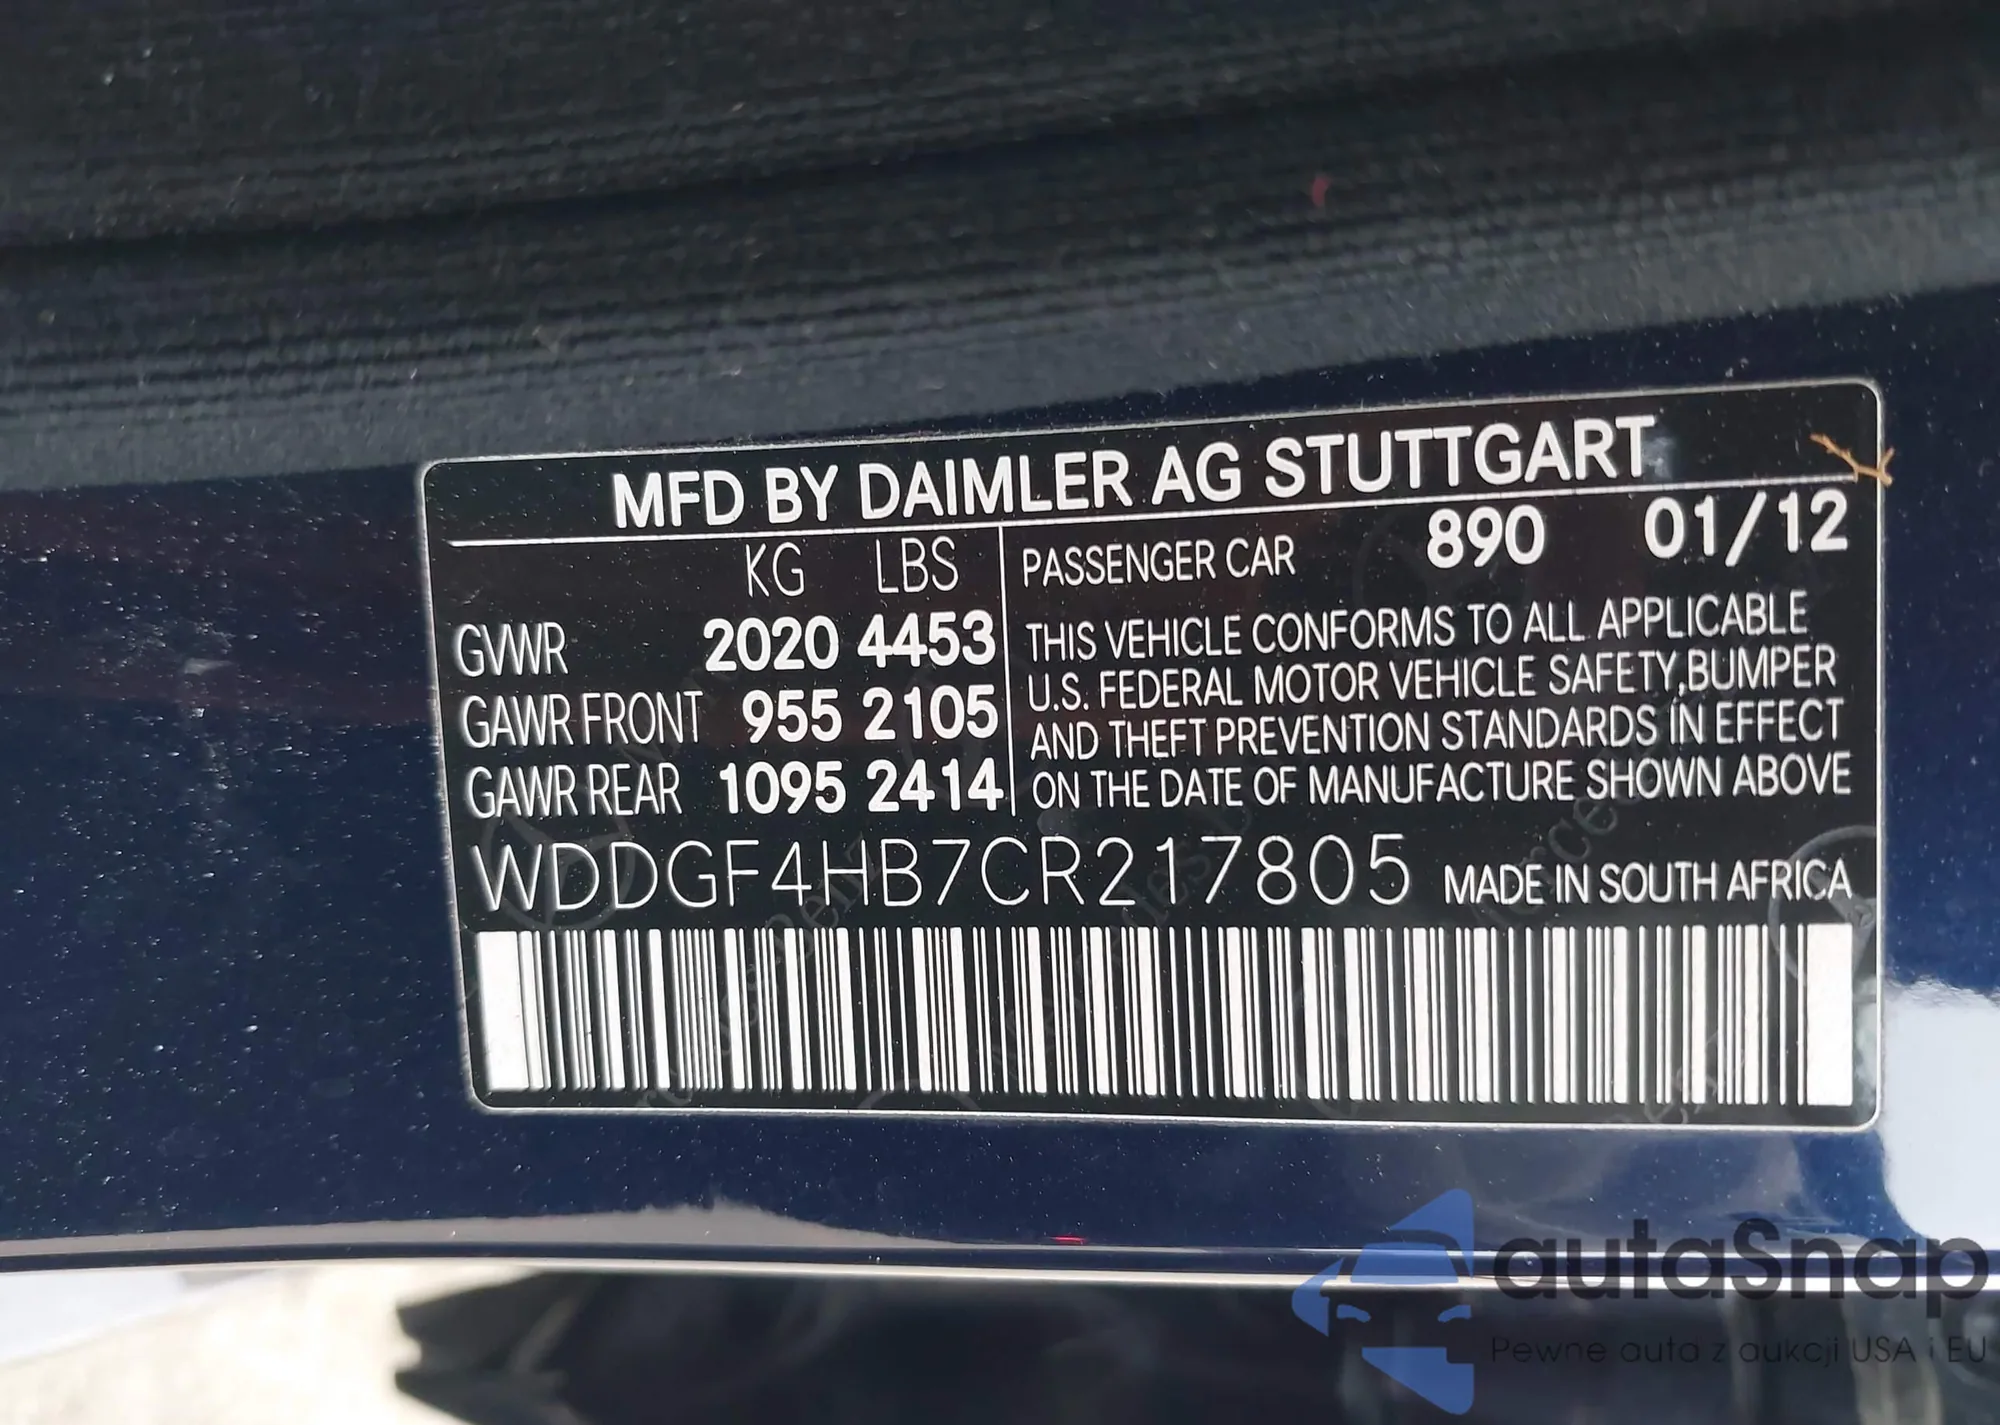 MFD BY DAIMLER AG STUTTGART
KG LBS
GVWR 2020 4453
GAWR FRONT 955 2105
GAWR REAR 1095 2414
PASSENGER CAR 890 01/12
THIS VEHICLE CONFORMS TO ALL APPLICABLE
U.S. FEDERAL MOTOR VEHICLE SAFETY,BUMPER
AND THEFT PREVENTION STANDARDS IN EFFECT
ON THE DATE OF MANUFACTURE SHOWN ABOVE
WDDGF4HB7CR217805 MADE IN SOUTH AFRICA
autaSnap
Pewne auta z aukcji USA i EU